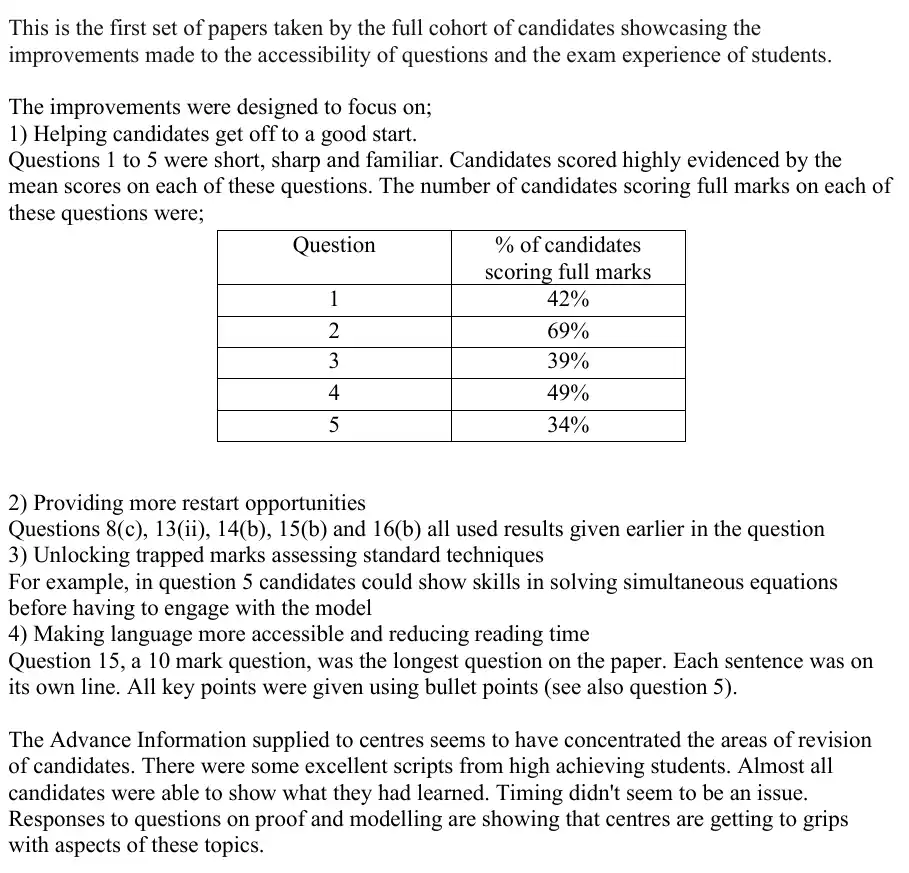 This is the first set of papers taken by the full cohort of candidates showcasing the
improvements made to the accessibility of questions and the exam experience of students.
The improvements were designed to focus on;
1) Helping candidates get off to a good start.
Questions 1 to 5 were short, sharp and familiar. Candidates scored highly evidenced by the
mean scores on each of these questions. The number of candidates scoring full marks on each of
these questions were;
Question % of candidates
scoring full marks
1 42%
2 69%
3 39%
4 49%
5 34%
2) Providing more restart opportunities
Questions 8(c), 13(ii), 14(b), 15(b) and 16(b) all used results given earlier in the question
3) Unlocking trapped marks assessing standard techniques
For example, in question 5 candidates could show skills in solving simultaneous equations
before having to engage with the model
4) Making language more accessible and reducing reading time
Question 15, a 10 mark question, was the longest question on the paper. Each sentence was on
its own line. All key points were given using bullet points (see also question 5).
The Advance Information supplied to centres seems to have concentrated the areas of revision
of candidates. There were some excellent scripts from high achieving students. Almost all
candidates were able to show what they had learned. Timing didn't seem to be an issue.
Responses to questions on proof and modelling are showing that centres are getting to grips
with aspects of these topics.